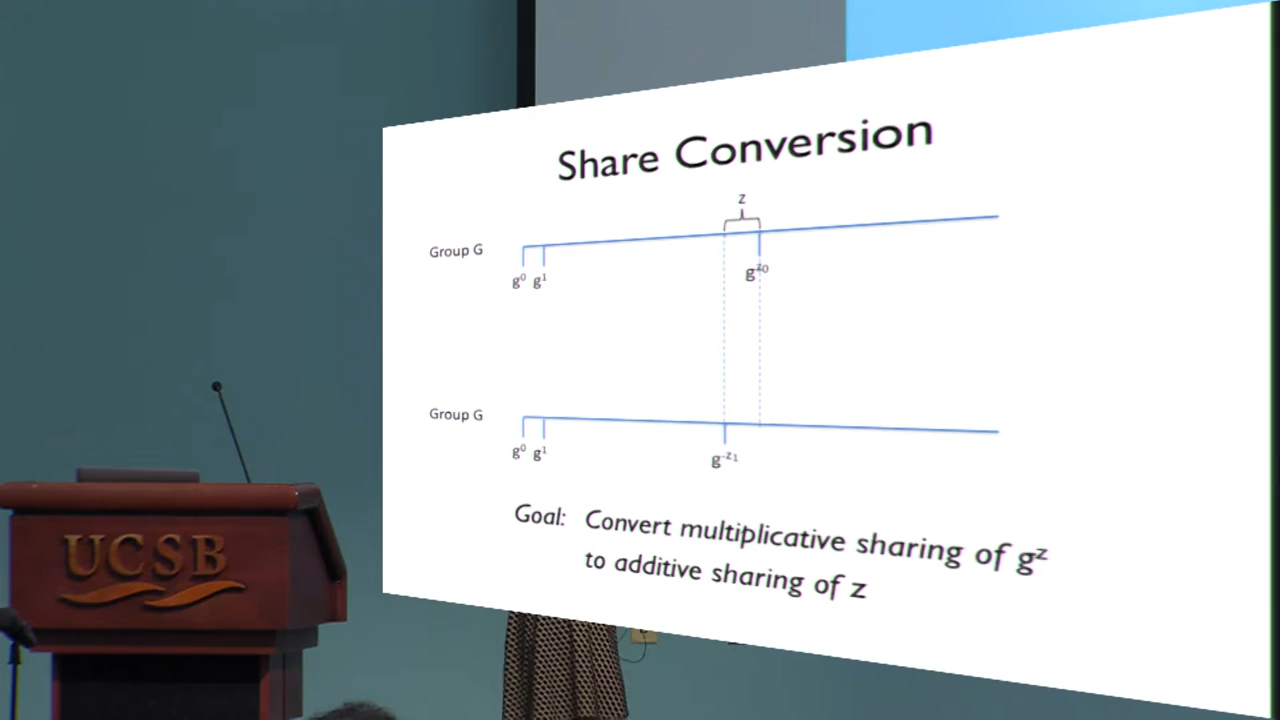 Share Conversion
z
Group G
g⁰ g¹
g^z0
Group G
g⁰ g¹
g^-z1
Goal: Convert multiplicative sharing of g^z
to additive sharing of z
UCSB